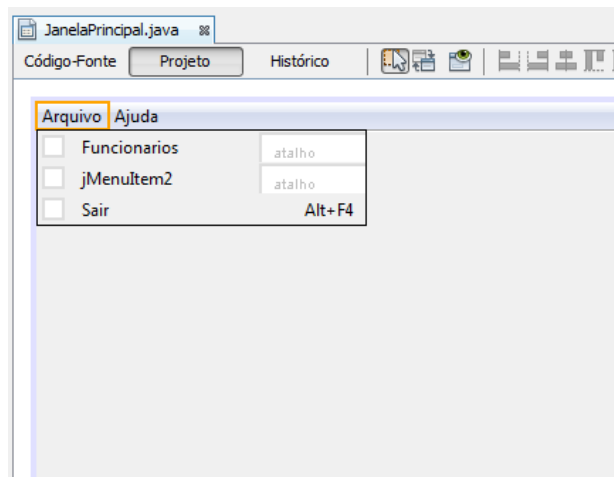 JanelaPrincipal.java
Código-Fonte Projeto Histórico
Arquivo Ajuda
Funcionarios atalho
jMenuItem2 atalho
Sair Alt+F4